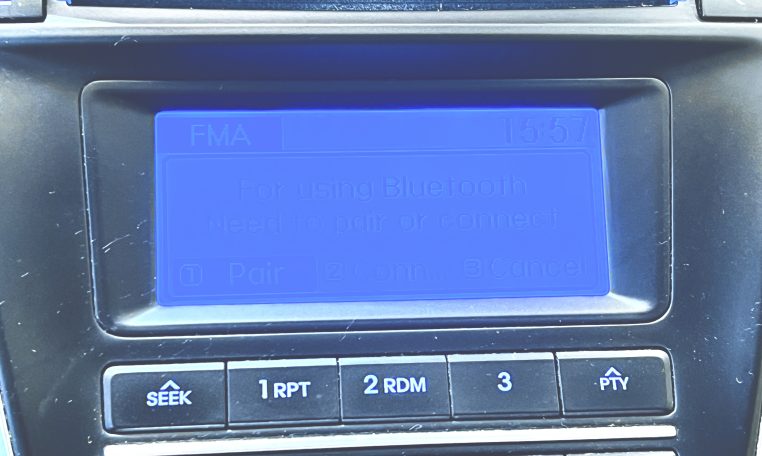 FMA 15:57
For using Bluetooth
Need to pair or connect
① Pair ② Conn... ③ Cancel
SEEK 1 RPT 2 RDM 3 PTY